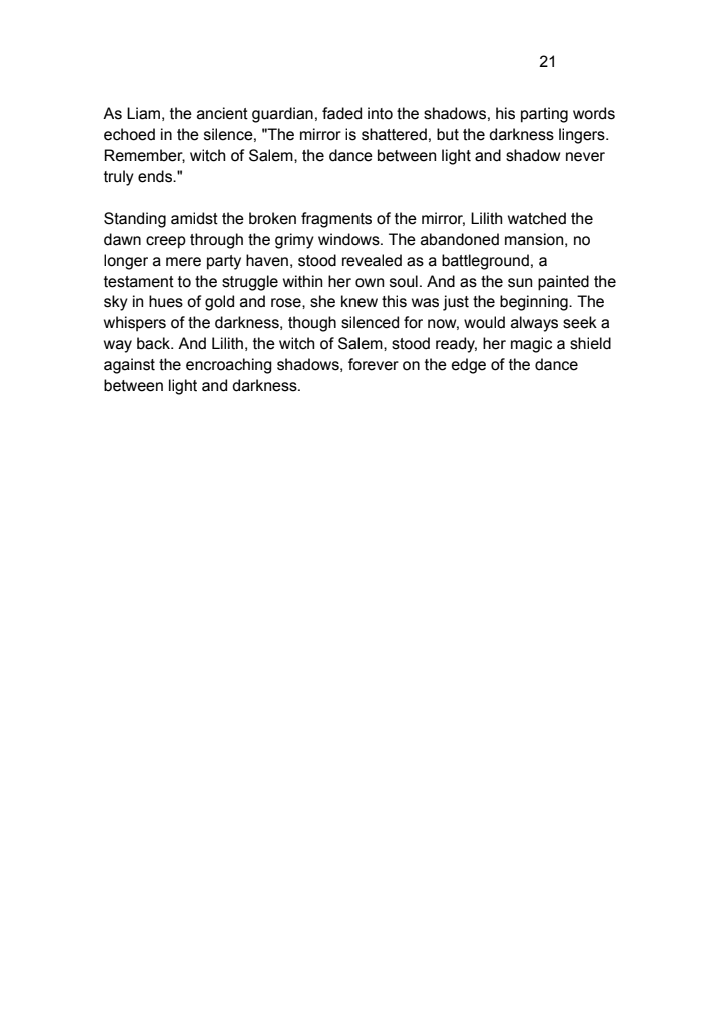 21
As Liam, the ancient guardian, faded into the shadows, his parting words
echoed in the silence, "The mirror is shattered, but the darkness lingers.
Remember, witch of Salem, the dance between light and shadow never
truly ends."
Standing amidst the broken fragments of the mirror, Lilith watched the
dawn creep through the grimy windows. The abandoned mansion, no
longer a mere party haven, stood revealed as a battleground, a
testament to the struggle within her own soul. And as the sun painted the
sky in hues of gold and rose, she knew this was just the beginning. The
whispers of the darkness, though silenced for now, would always seek a
way back. And Lilith, the witch of Salem, stood ready, her magic a shield
against the encroaching shadows, forever on the edge of the dance
between light and darkness.